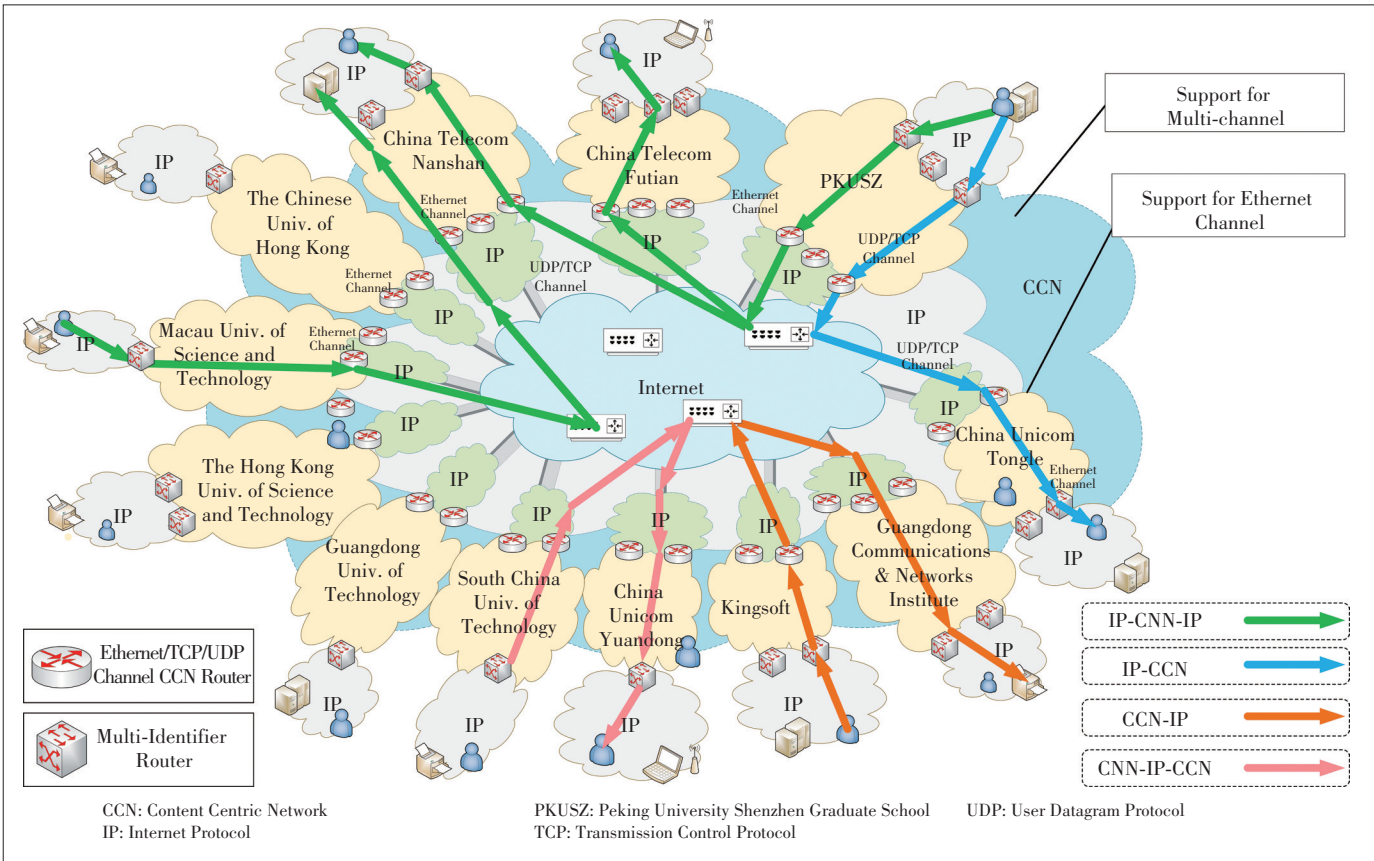 IP
IP
IP
Support for
Multi-channel
China Telecom
Nanshan
China Telecom
Futian
IP
PKUSZ
The Chinese
Univ. of
Hong Kong
Ethernet
Channel
Ethernet
Channel
Support for Ethernet
Channel
IP
IP
UDP/TCP
Channel
UDP/TCP
Channel
IP
Ethernet
Channel
CCN
IP
IP
Macau Univ. of
Science and
Technology
Ethernet
Channel
IP
IP
UDP/TCP
Channel
Internet
IP
IP
China Unicom
Tongle
The Hong Kong
Univ. of Science
and Technology
IP
IP
IP
Ethernet
Channel
IP
IP
IP
IP
Guangdong
Univ. of
Technology
South China
Univ. of
Technology
China
Unicom
Yuandong
Kingsoft
Guangdong
Communications
& Networks
Institute
IP
IP
IP
IP
IP
IP
Ethernet/TCP/UDP
Channel CCN Router
Multi-Identifier
Router
IP-CNN-IP
IP-CCN
CCN-IP
CNN-IP-CCN
CCN: Content Centric Network
IP: Internet Protocol
PKUSZ: Peking University Shenzhen Graduate School
TCP: Transmission Control Protocol
UDP: User Datagram Protocol